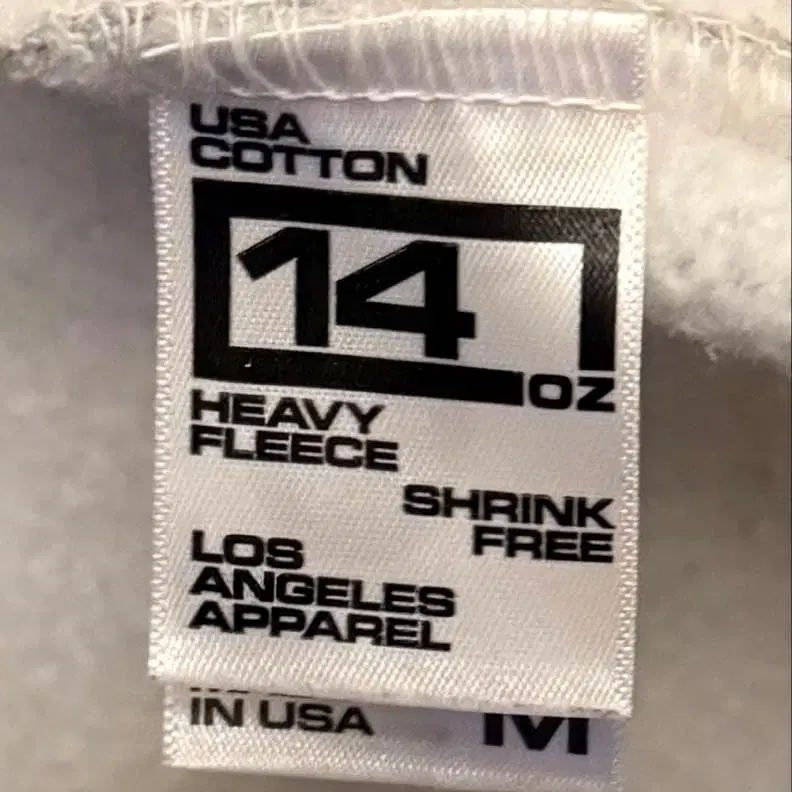 USA
COTTON
14
OZ
HEAVY
FLEECE
SHRINK
FREE
LOS
ANGELES
APPAREL
IN USA
M